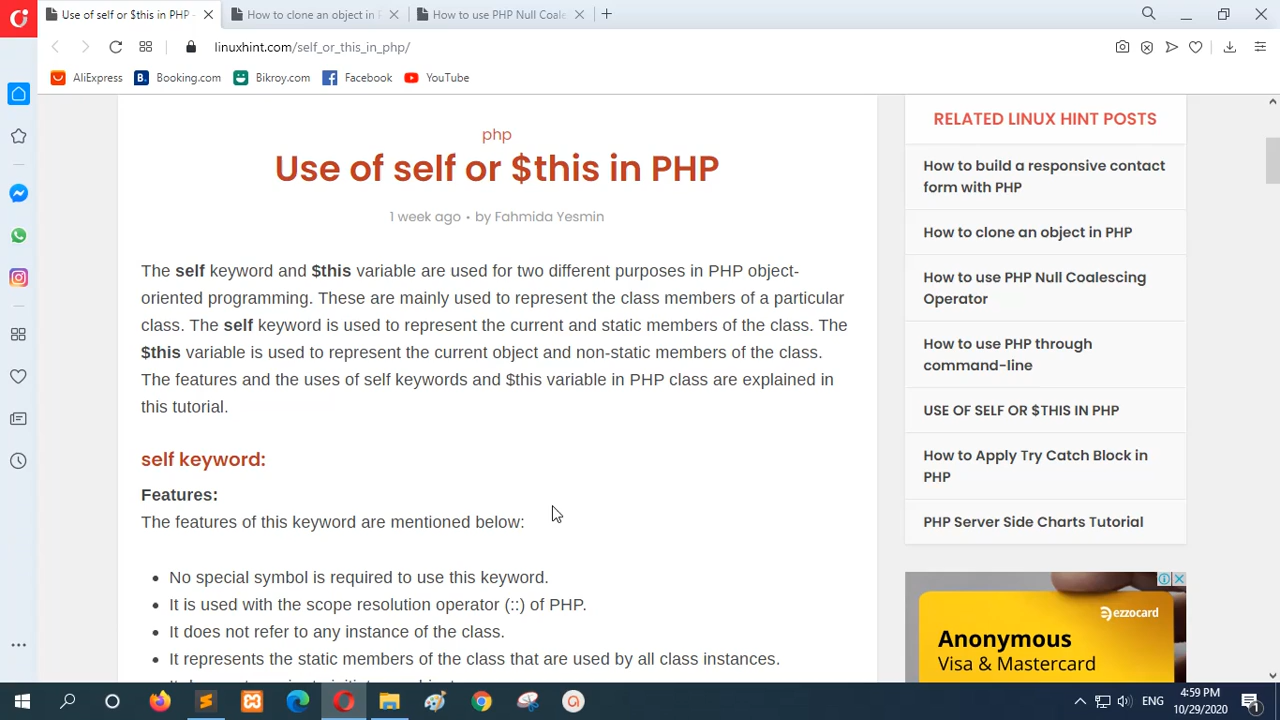 Use of self or $this in PHP -
How to clone an object in
How to use PHP Null Coale
linuxhint.com/self_or_this_in_php/
AliExpress
B. Booking.com
Bikroy.com
Facebook
YouTube
php
Use of self or $this in PHP
1 week ago • by Fahmida Yesmin
The self keyword and $this variable are used for two different purposes in PHP object-
oriented programming. These are mainly used to represent the class members of a particular
class. The self keyword is used to represent the current and static members of the class. The
$this variable is used to represent the current object and non-static members of the class.
The features and the uses of self keywords and $this variable in PHP class are explained in
this tutorial.
self keyword:
Features:
The features of this keyword are mentioned below:
• No special symbol is required to use this keyword.
• It is used with the scope resolution operator (::) of PHP.
• It does not refer to any instance of the class.
• It represents the static members of the class that are used by all class instances.
RELATED LINUX HINT POSTS
How to build a responsive contact
form with PHP
How to clone an object in PHP
How to use PHP Null Coalescing
Operator
How to use PHP through
command-line
USE OF SELF OR $THIS IN PHP
How to Apply Try Catch Block in
PHP
PHP Server Side Charts Tutorial
ezzocard
Anonymous
Visa & Mastercard
ENG
4:59 PM
10/29/2020
1